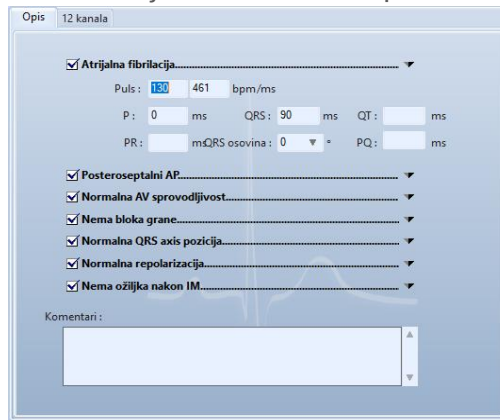 Opis 12 kanala
Atrijalna fibrilacija
Puls : 130 461 bpm/ms
P : 0 ms QRS : 90 ms QT : ms
PR : ms QRS osovina : 0 ° PQ : ms
Posteroseptalni AP
Normalna AV sprovodljivost
Nema bloka grane
Normalna QRS axis pozicija
Normalna repolarizacija
Nema ožiljka nakon IM
Komentari :